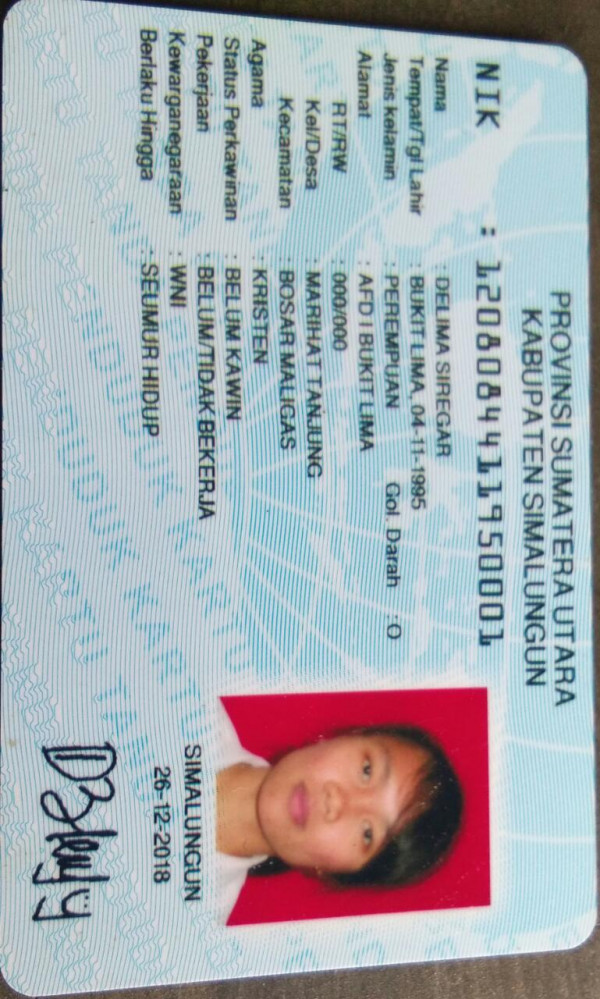 PROVINSI SUMATERA UTARA
KABUPATEN SIMALUNGUN
NIK : 1208084411950001
Nama : DELIMA SIREGAR
Tempat/Tgl Lahir : BUKIT LIMA, 04-11-1995
Jenis kelamin : PEREMPUAN Gol. Darah : O
Alamat : AFD I BUKIT LIMA
RT/RW : 000/000
Kel/Desa : MARIHAT TANJUNG
Kecamatan : BOSAR MALIGAS
Agama : KRISTEN
Status Perkawinan : BELUM KAWIN
Pekerjaan : BELUM/TIDAK BEKERJA
Kewarganegaraan : WNI
Berlaku Hingga : SEUMUR HIDUP
SIMALUNGUN
26-12-2018